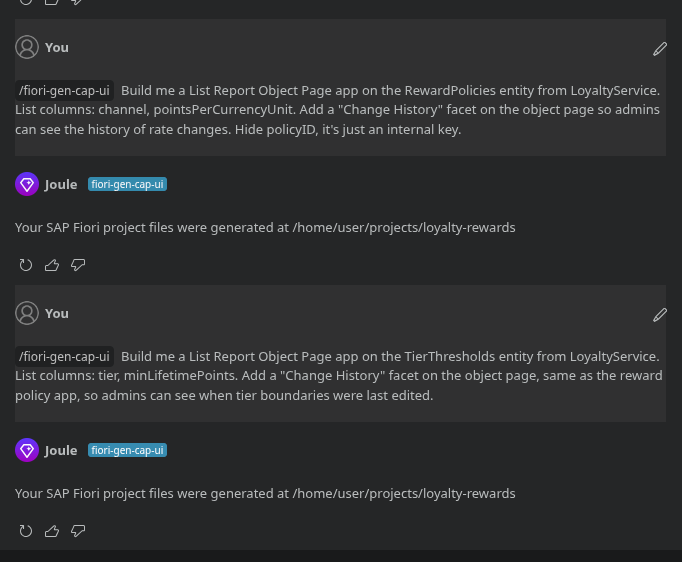 You
/fiori-gen-cap-ui Build me a List Report Object Page app on the RewardPolicies entity from LoyaltyService.
List columns: channel, pointsPerCurrencyUnit. Add a "Change History" facet on the object page so admins
can see the history of rate changes. Hide policyID, it's just an internal key.
Joule fiori-gen-cap-ui
Your SAP Fiori project files were generated at /home/user/projects/loyalty-rewards
You
/fiori-gen-cap-ui Build me a List Report Object Page app on the TierThresholds entity from LoyaltyService.
List columns: tier, minLifetimePoints. Add a "Change History" facet on the object page, same as the reward
policy app, so admins can see when tier boundaries were last edited.
Joule fiori-gen-cap-ui
Your SAP Fiori project files were generated at /home/user/projects/loyalty-rewards